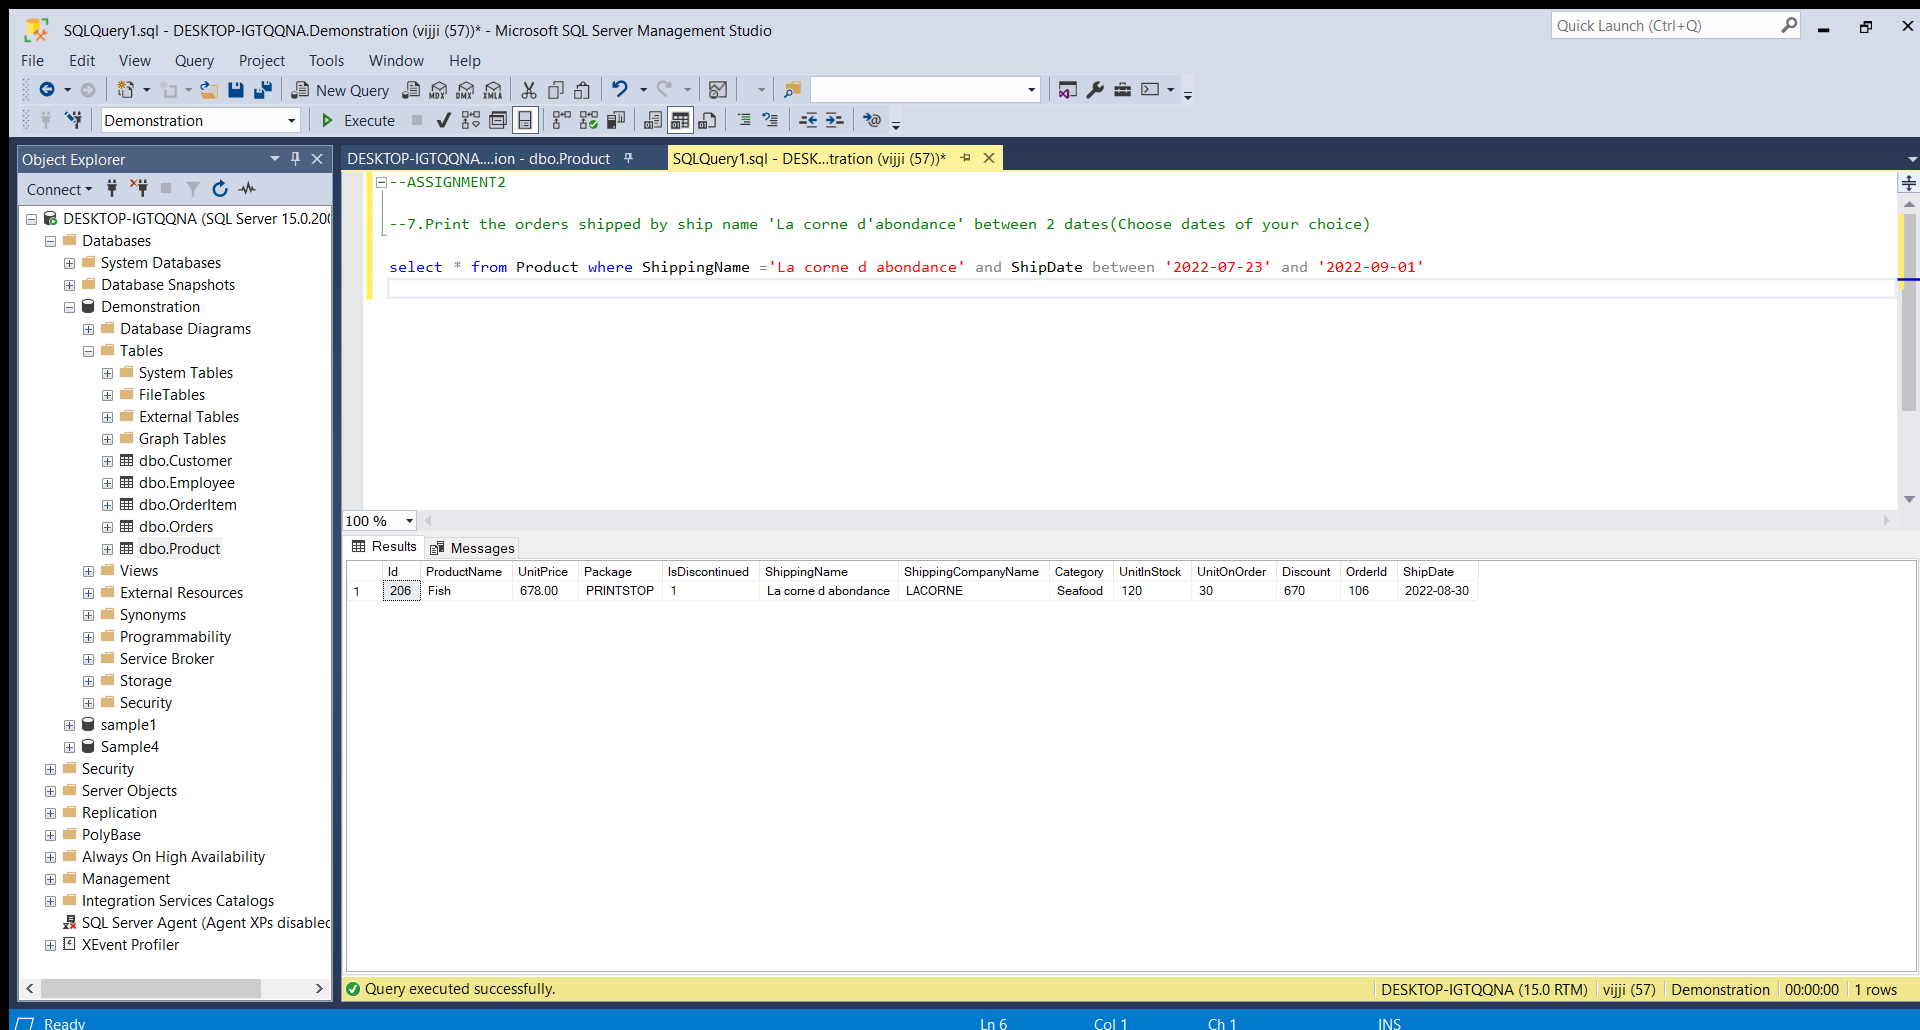 SQLQuery1.sql - DESKTOP-IGTQQNA.Demonstration (vijji (57))* - Microsoft SQL Server Management Studio
Quick Launch (Ctrl+Q)
File Edit View Query Project Tools Window Help
New Query MDX DMX XMLA
Demonstration Execute
Object Explorer
Connect
DESKTOP-IGTQQNA (SQL Server 15.0.200
Databases
System Databases
Database Snapshots
Demonstration
Database Diagrams
Tables
System Tables
FileTables
External Tables
Graph Tables
dbo.Customer
dbo.Employee
dbo.OrderItem
dbo.Orders
dbo.Product
Views
External Resources
Synonyms
Programmability
Service Broker
Storage
Security
sample1
Sample4
Security
Server Objects
Replication
PolyBase
Always On High Availability
Management
Integration Services Catalogs
SQL Server Agent (Agent XPs disabled
XEvent Profiler
DESKTOP-IGTQQNA....ion - dbo.Product SQLQuery1.sql - DESK...tration (vijji (57))*
--ASSIGNMENT2
--7.Print the orders shipped by ship name 'La corne d'abondance' between 2 dates(Choose dates of your choice)
select * from Product where ShippingName ='La corne d abondance' and ShipDate between '2022-07-23' and '2022-09-01'
100 %
Results Messages
Id ProductName UnitPrice Package IsDiscontinued ShippingName ShippingCompanyName Category UnitInStock UnitOnOrder Discount OrderId ShipDate
1 206 Fish 678.00 PRINTSTOP 1 La corne d abondance LACORNE Seafood 120 30 670 106 2022-08-30
Query executed successfully. DESKTOP-IGTQQNA (15.0 RTM) vijji (57) Demonstration 00:00:00 1 rows
Ready Ln 6 Col 1 Ch 1 INS